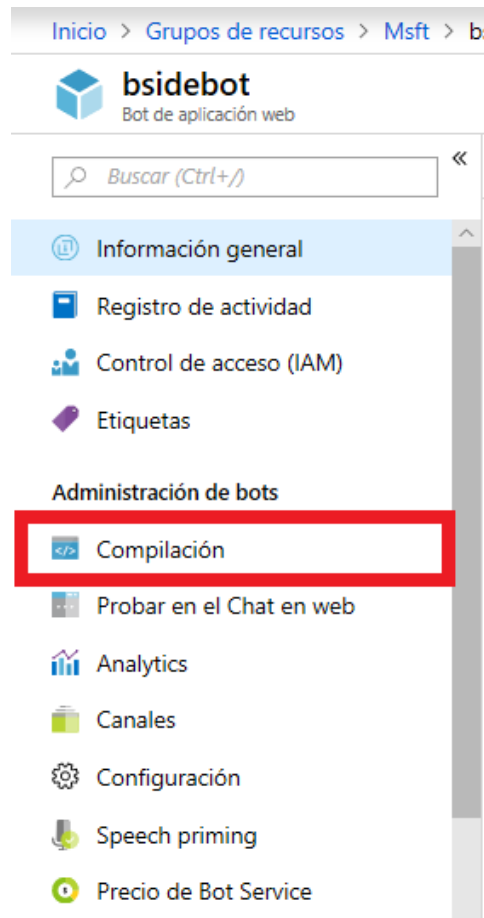 Inicio > Grupos de recursos > Msft > b
bsidebot
Bot de aplicación web
Buscar (Ctrl+/)
«
Información general
Registro de actividad
Control de acceso (IAM)
Etiquetas
Administración de bots
Compilación
Probar en el Chat en web
Analytics
Canales
Configuración
Speech priming
Precio de Bot Service